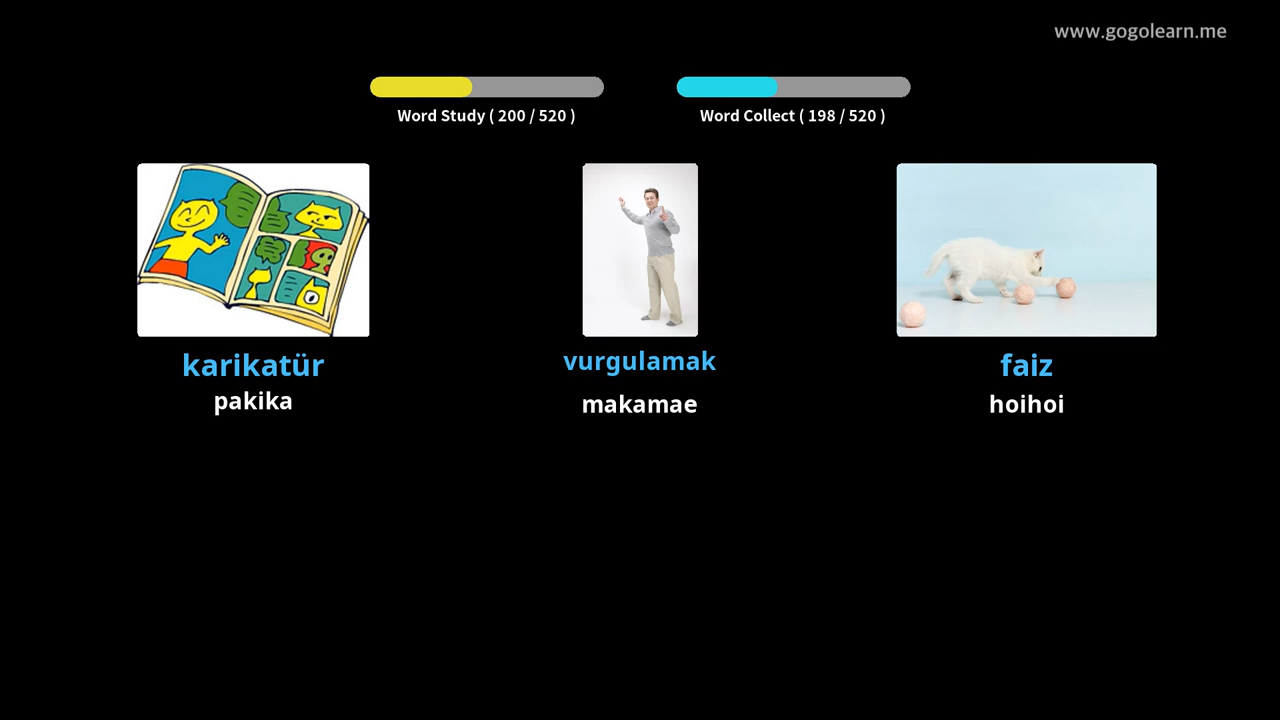 www.gogolearn.me
Word Study ( 200 / 520 )
Word Collect ( 198 / 520 )
karikatür
pakika
vurgulamak
makamae
faiz
hoihoi